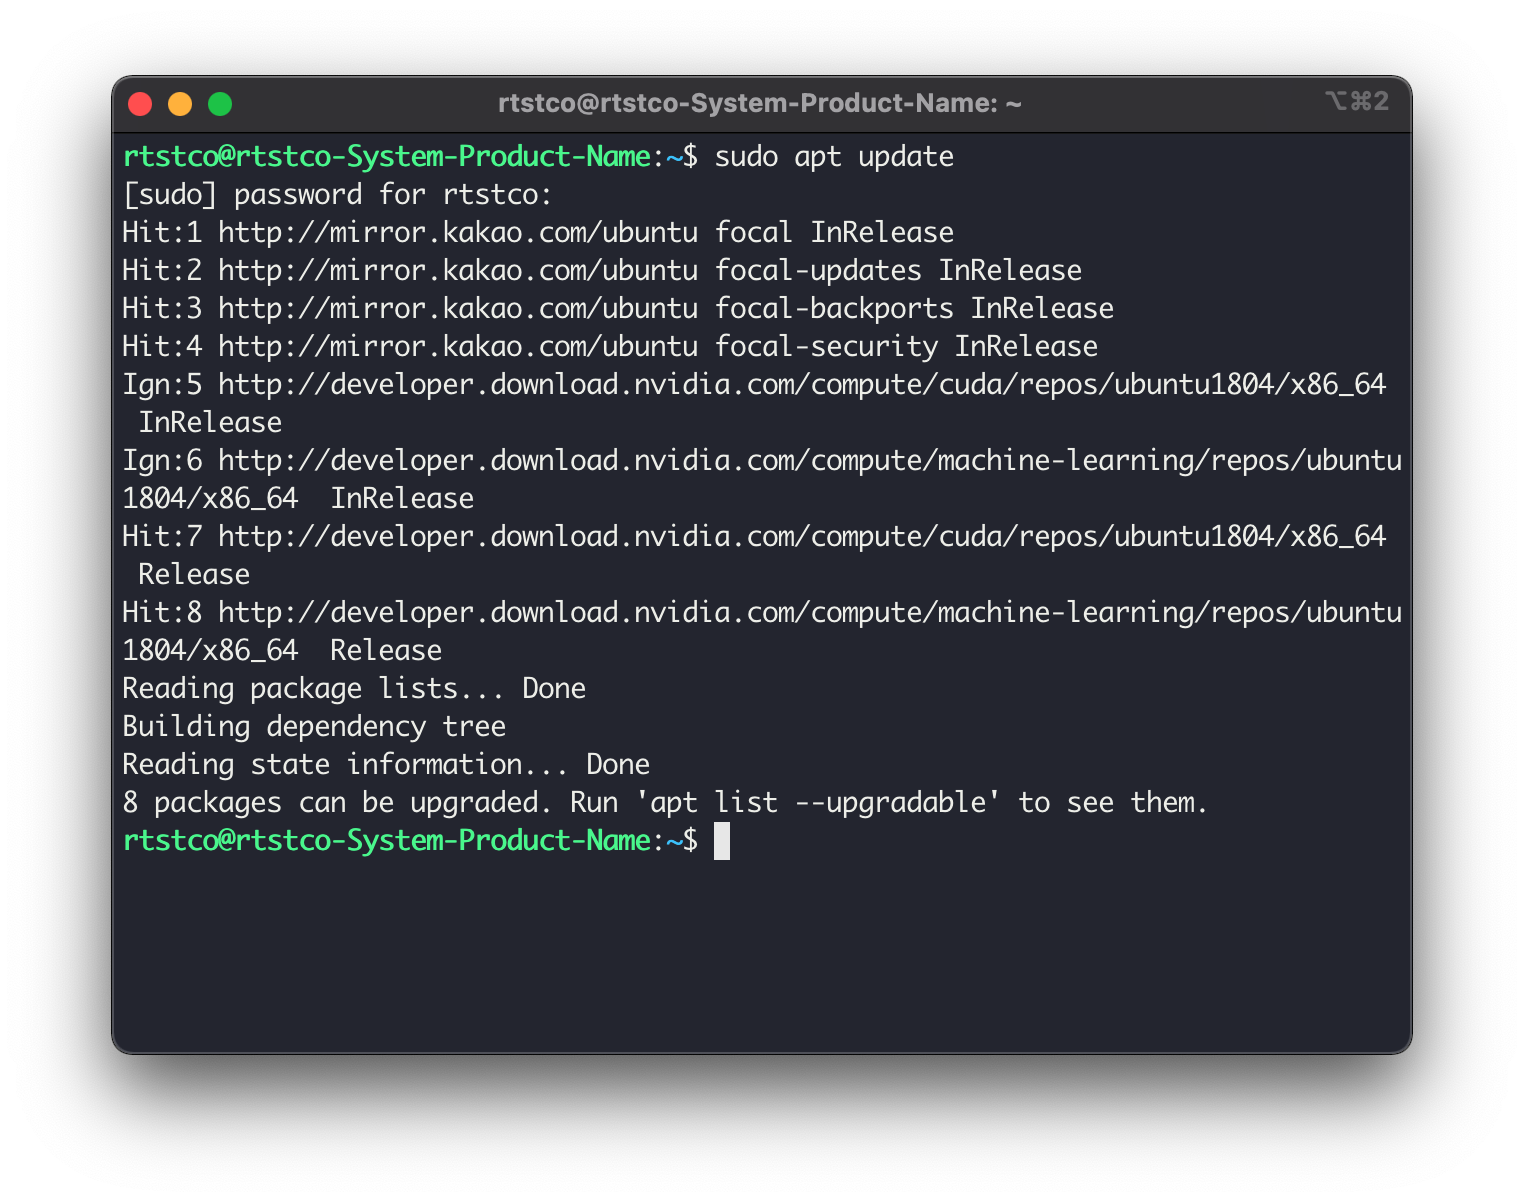 rtstco@rtstco-System-Product-Name: ~
⌥⌘2
rtstco@rtstco-System-Product-Name:~$ sudo apt update
[sudo] password for rtstco:
Hit:1 http://mirror.kakao.com/ubuntu focal InRelease
Hit:2 http://mirror.kakao.com/ubuntu focal-updates InRelease
Hit:3 http://mirror.kakao.com/ubuntu focal-backports InRelease
Hit:4 http://mirror.kakao.com/ubuntu focal-security InRelease
Ign:5 http://developer.download.nvidia.com/compute/cuda/repos/ubuntu1804/x86_64
 InRelease
Ign:6 http://developer.download.nvidia.com/compute/machine-learning/repos/ubuntu
1804/x86_64  InRelease
Hit:7 http://developer.download.nvidia.com/compute/cuda/repos/ubuntu1804/x86_64
 Release
Hit:8 http://developer.download.nvidia.com/compute/machine-learning/repos/ubuntu
1804/x86_64  Release
Reading package lists... Done
Building dependency tree
Reading state information... Done
8 packages can be upgraded. Run 'apt list --upgradable' to see them.
rtstco@rtstco-System-Product-Name:~$